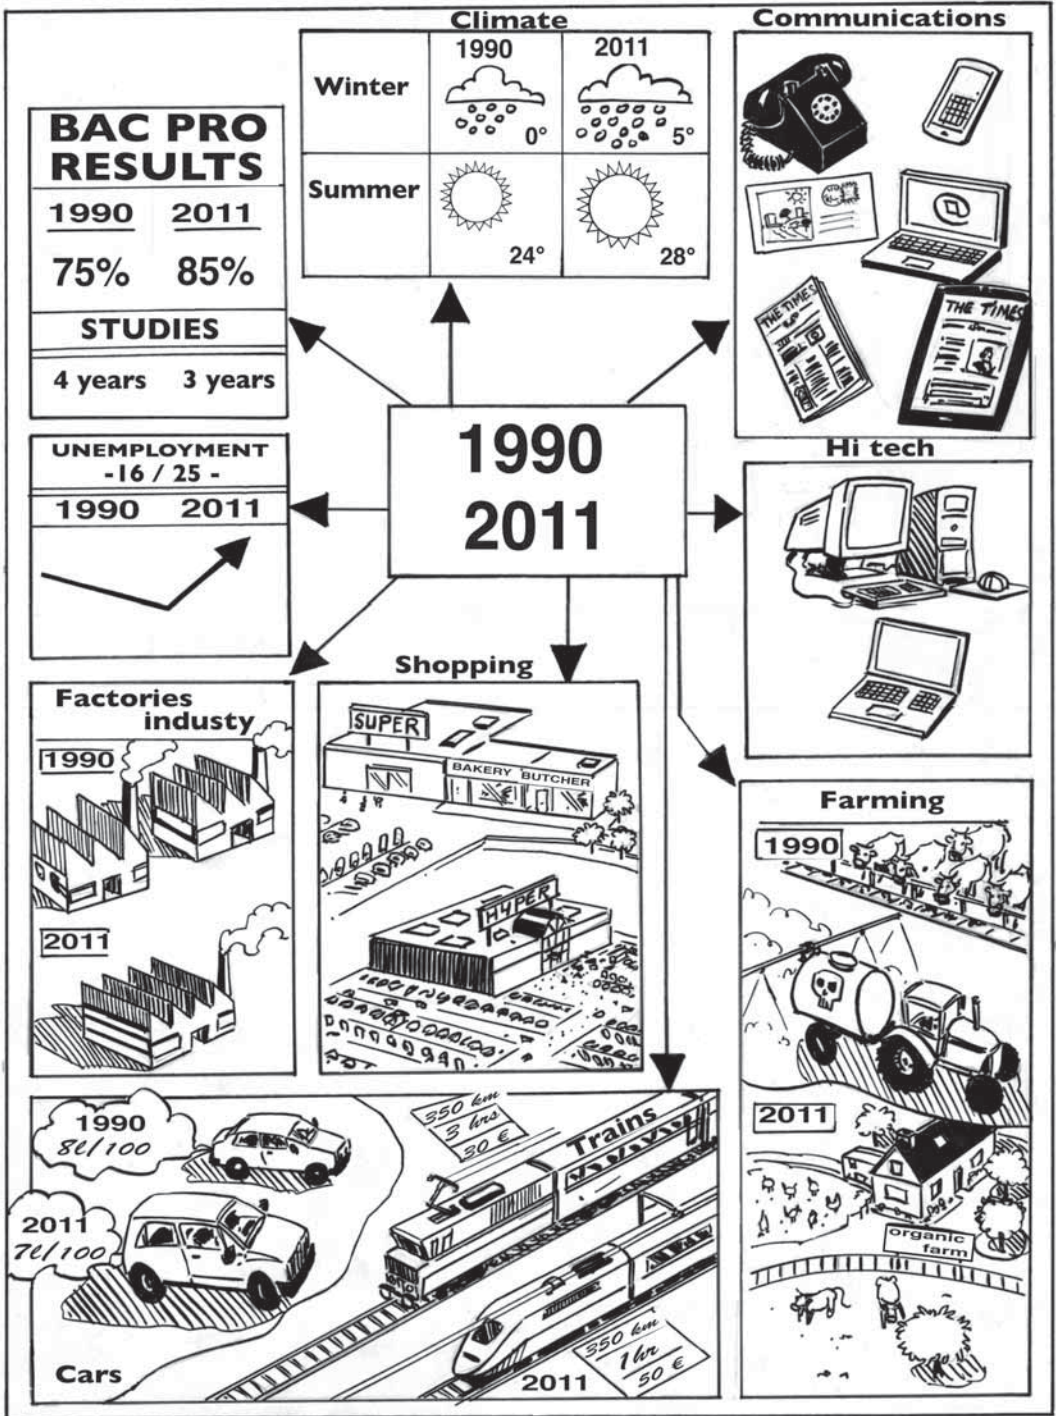 Climate
1990 2011
Winter
0° 5°
Summer
24° 28°
Communications
@
THE TIMES
THE TIMES
BAC PRO
RESULTS
1990 2011
75% 85%
STUDIES
4 years 3 years
UNEMPLOYMENT
-16 / 25 -
1990 2011
1990
2011
Hi tech
Factories
industy
1990
2011
Shopping
SUPER
BAKERY BUTCHER
HYPER
Farming
1990
2011
organic
farm
1990
8l/100
2011
7l/100
Cars
350 km
3 hrs
30 €
Trains
2011
350 km
1 hr
50 €